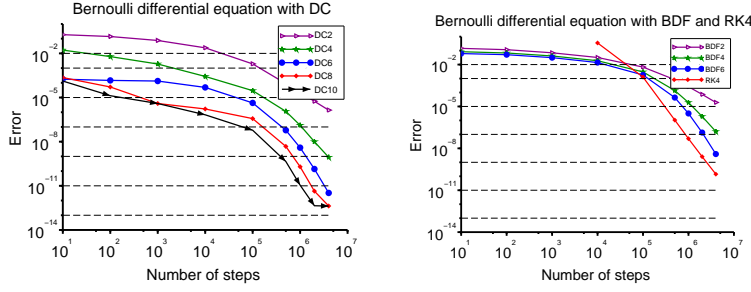 Bernoulli differential equation with DC
Error
10^-2
10^-5
10^-8
10^-11
10^-14
DC2
DC4
DC6
DC8
DC10
10^1
10^2
10^3
10^4
10^5
10^6
10^7
Number of steps
Bernoulli differential equation with BDF and RK4
Error
10^-2
10^-5
10^-8
10^-11
10^-14
BDF2
BDF4
BDF6
RK4
10^1
10^2
10^3
10^4
10^5
10^6
10^7
Number of steps